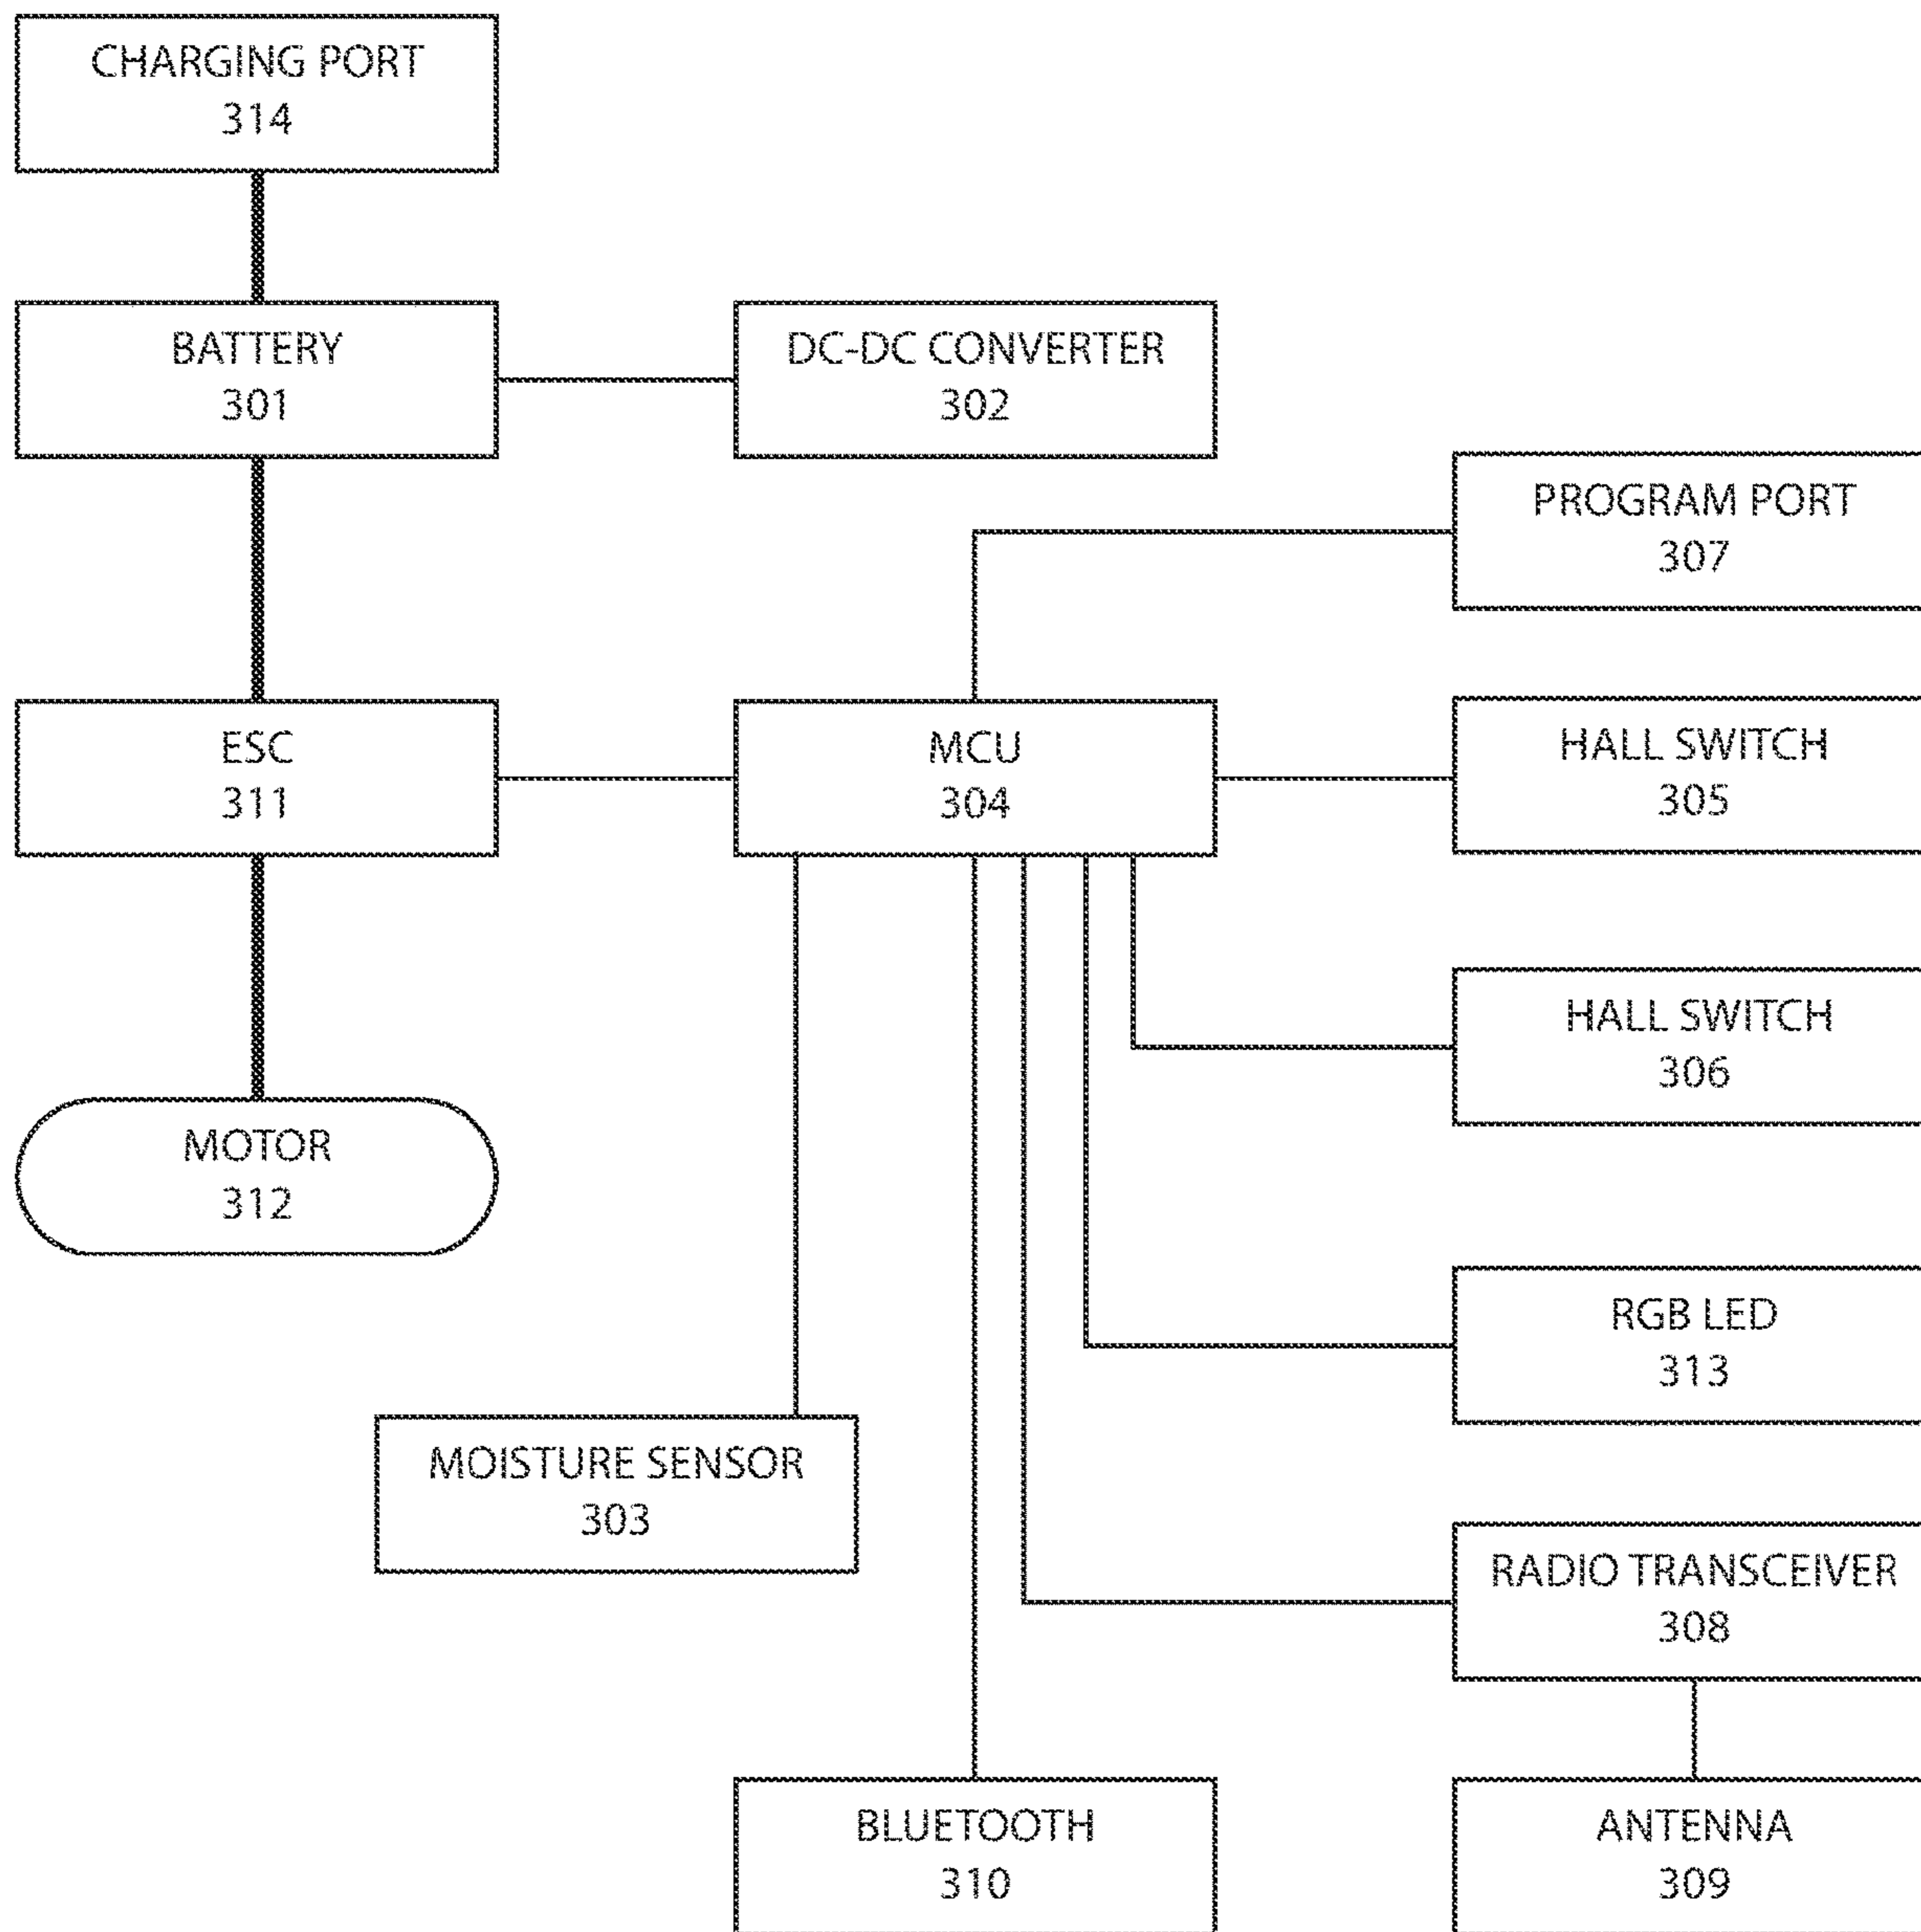 CHARGING PORT
314
BATTERY
301
DC-DC CONVERTER
302
PROGRAM PORT
307
ESC
311
MCU
304
HALL SWITCH
305
HALL SWITCH
306
MOTOR
312
RGB LED
313
MOISTURE SENSOR
303
RADIO TRANSCEIVER
308
BLUETOOTH
310
ANTENNA
309